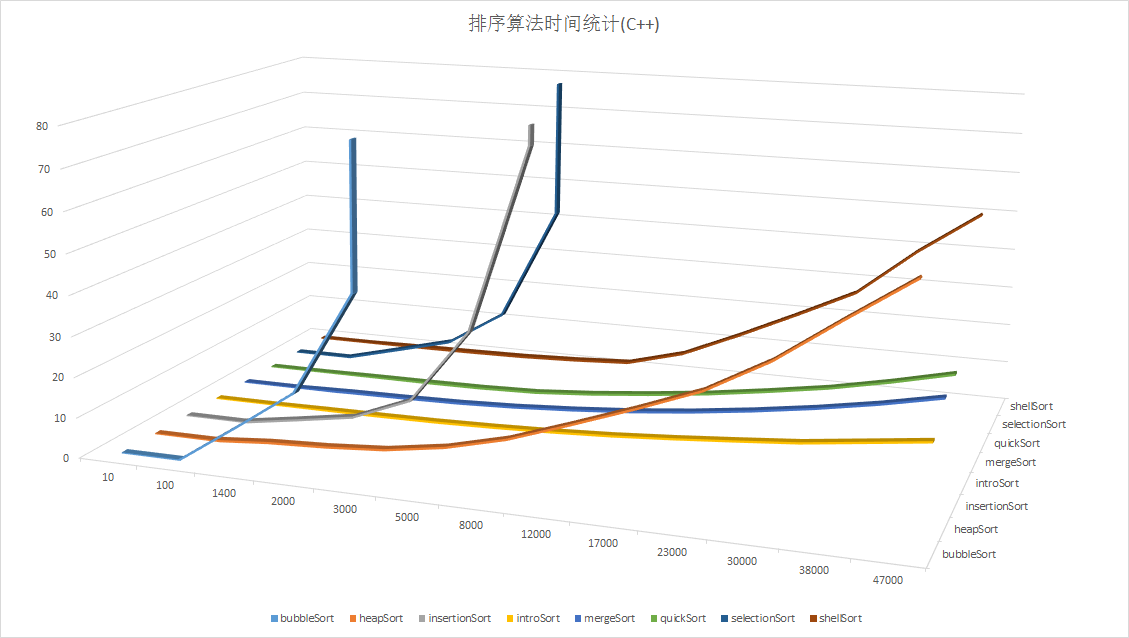 排序算法时间统计(C++)
80
70
60
50
40
30
20
10
0
10
100
1400
2000
3000
5000
8000
12000
17000
23000
30000
38000
47000
shellSort
selectionSort
quickSort
mergeSort
introSort
insertionSort
heapSort
bubbleSort
bubbleSort heapSort insertionSort introSort mergeSort quickSort selectionSort shellSort